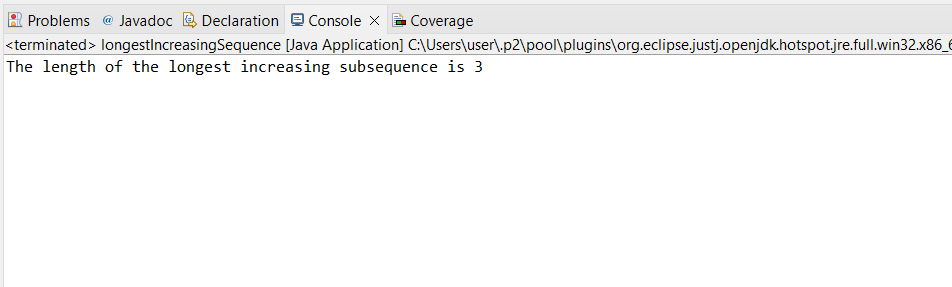 Problems @ Javadoc Declaration Console Coverage
<terminated> longestIncreasingSequence [Java Application] C:\Users\user\.p2\pool\plugins\org.eclipse.justj.openjdk.hotspot.jre.full.win32.x86_6
The length of the longest increasing subsequence is 3